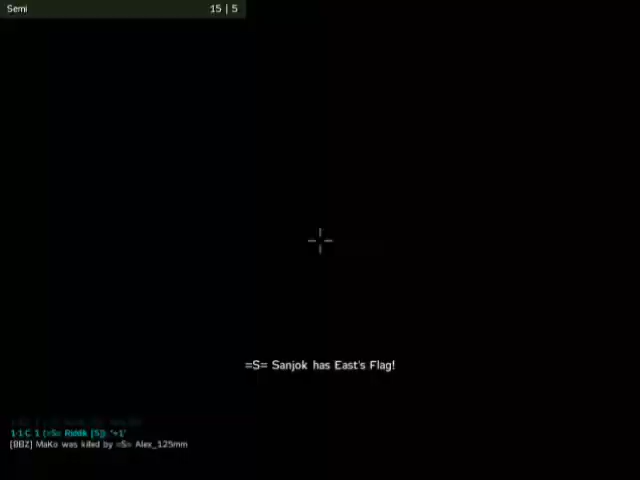 Semi 15 | 5
=S= Sanjok has East's Flag!
1-1-C 1 (=S= Riddik [S]): "+1"
[BBZ] MaKo was killed by =S= Alex_125mm